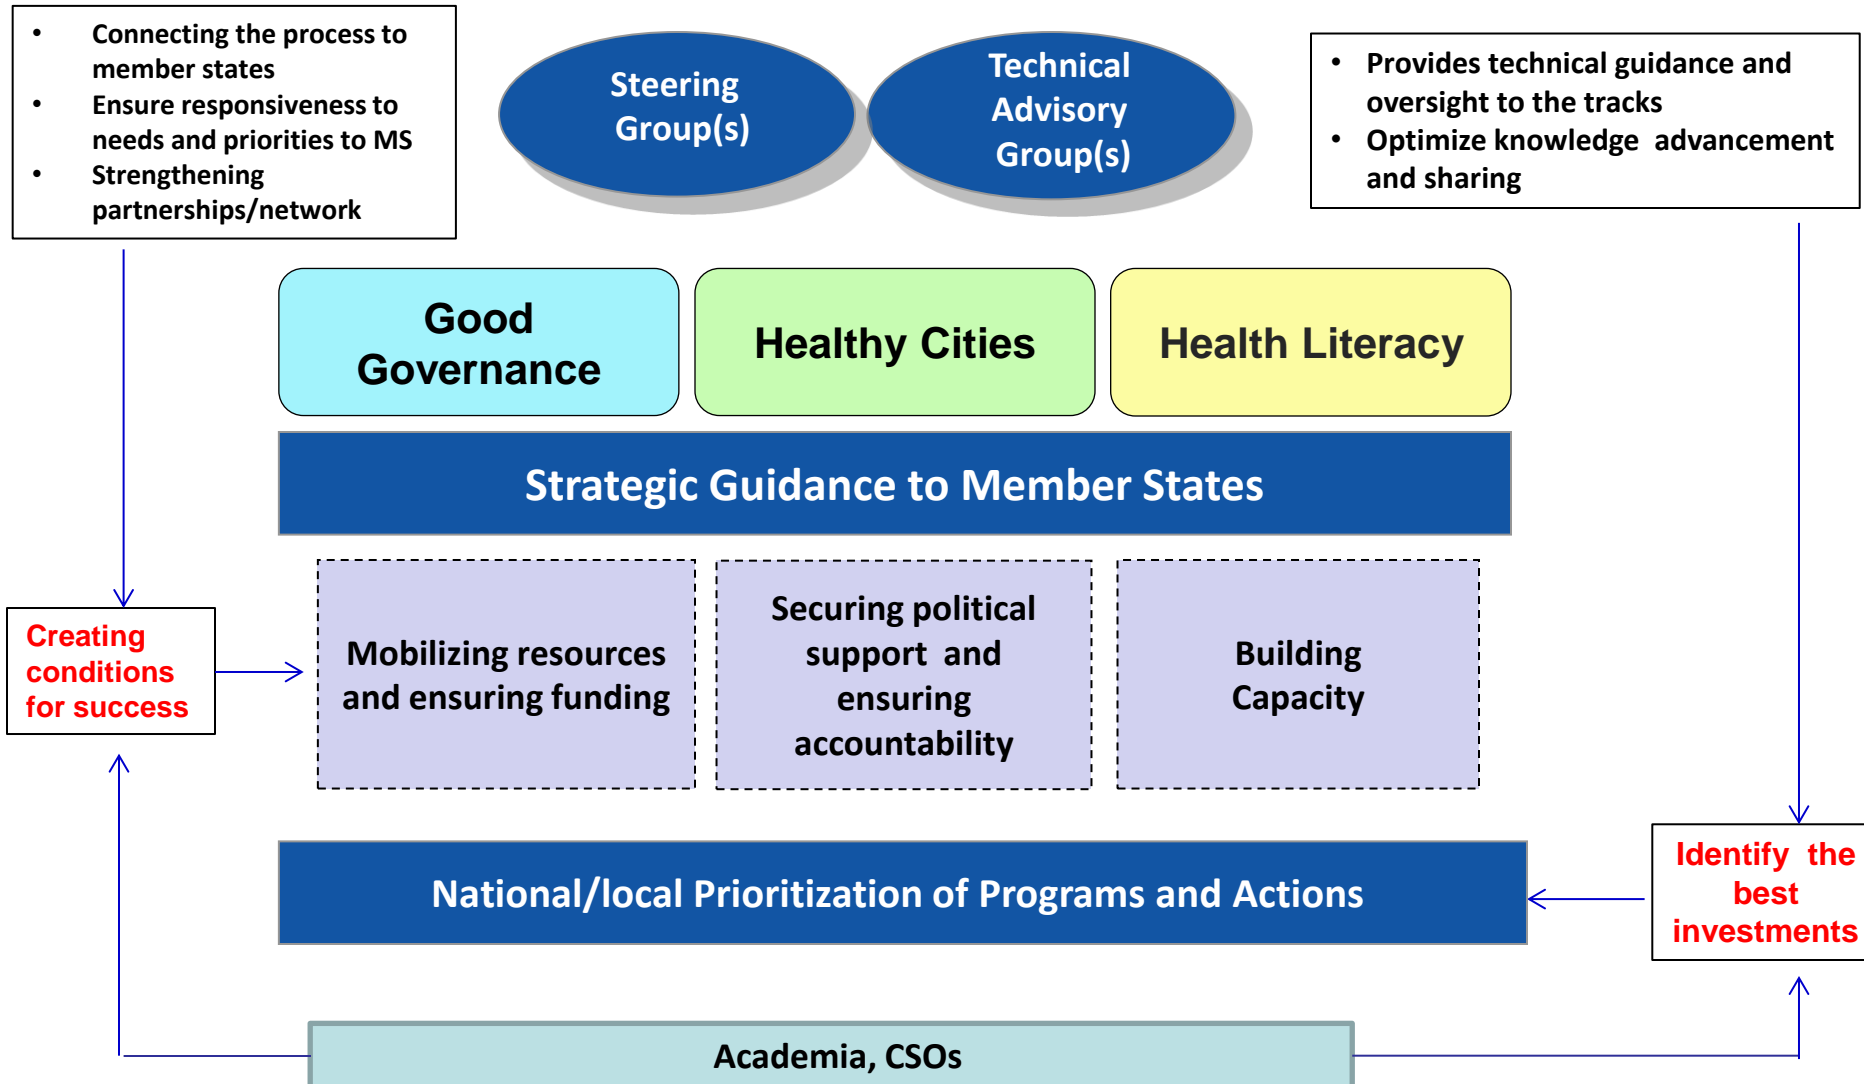 • Connecting the process to
member states
• Ensure responsiveness to
needs and priorities to MS
• Strengthening
partnerships/network
Steering
Group(s)
Technical
Advisory
Group(s)
• Provides technical guidance and
oversight to the tracks
• Optimize knowledge advancement
and sharing
Good
Governance
Healthy Cities
Health Literacy
Strategic Guidance to Member States
Creating
conditions
for success
Mobilizing resources
and ensuring funding
Securing political
support and
ensuring
accountability
Building
Capacity
National/local Prioritization of Programs and Actions
Identify the
best
investments
Academia, CSOs